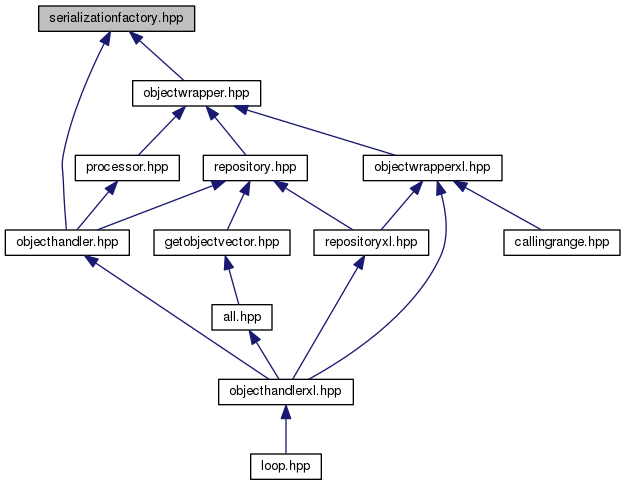 serializationfactory.hpp
objectwrapper.hpp
processor.hpp
repository.hpp
objectwrapperxl.hpp
objecthandler.hpp
getobjectvector.hpp
repositoryxl.hpp
callingrange.hpp
all.hpp
objecthandlerxl.hpp
loop.hpp